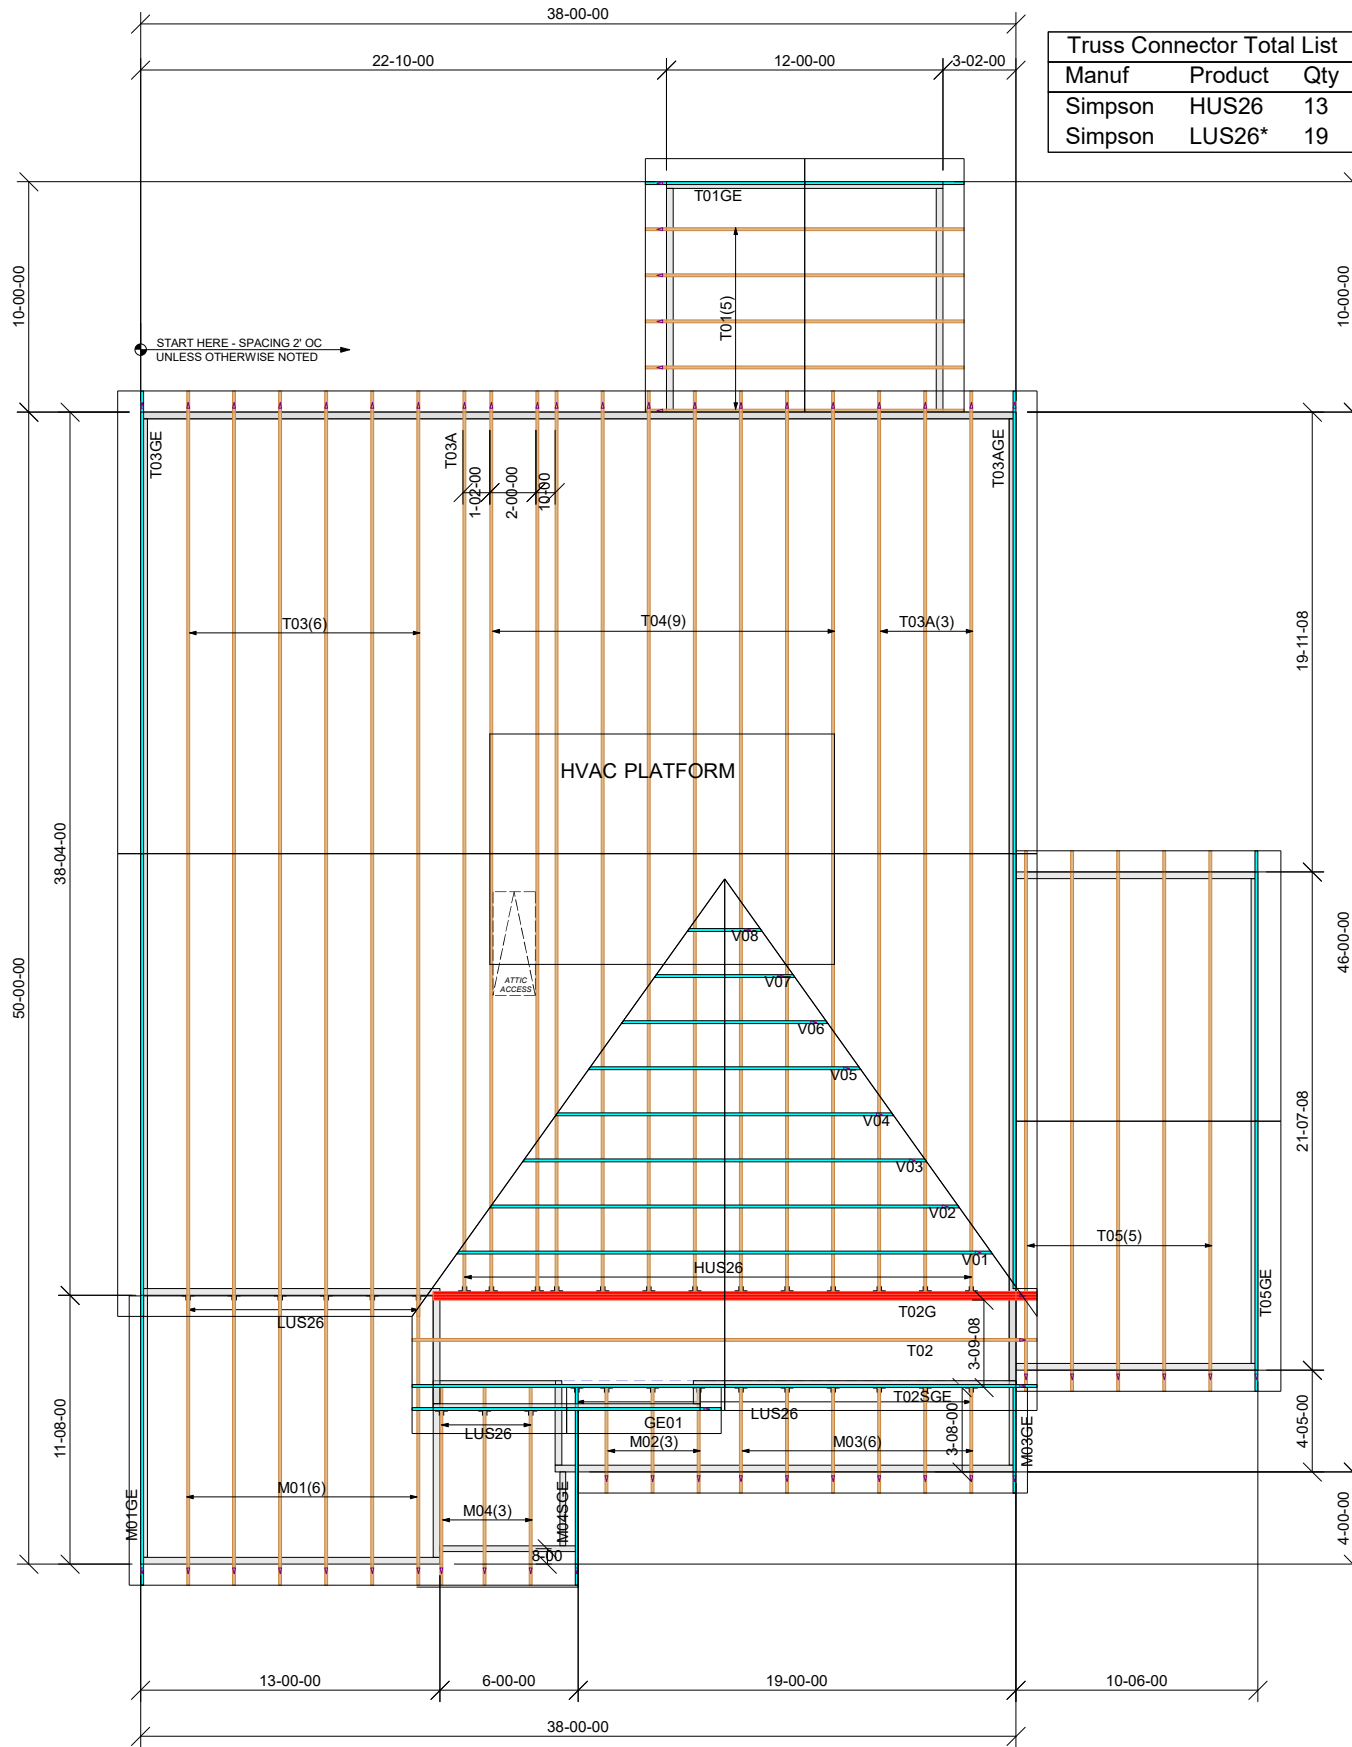 38-00-00
Truss Connector Total List
Manuf Product Qty
Simpson HUS26 13
Simpson LUS26* 19
22-10-00
12-00-00
3-02-00
T01GE
10-00-00
T01(5)
10-00-00
START HERE - SPACING 2' OC
UNLESS OTHERWISE NOTED
T03GE
T03A
T03AGE
1-02-00
2-00-00
10-00
T03(6)
T04(9)
T03A(3)
19-11-08
HVAC PLATFORM
38-04-00
50-00-00
46-00-00
ATTIC
ACCESS
V08
V07
V06
V05
V04
V03
V02
V01
21-07-08
T05(5)
T05GE
HUS26
LUS26
T02G
T02
3-09-08
T02SGE
LUS26
GE01
LUS26
M02(3)
M03(6)
3-08-00
M03GE
11-08-00
4-05-00
M01GE
M01(6)
M04(3)
M04SGE
8-00
4-00-00
13-00-00
6-00-00
19-00-00
10-06-00
38-00-00